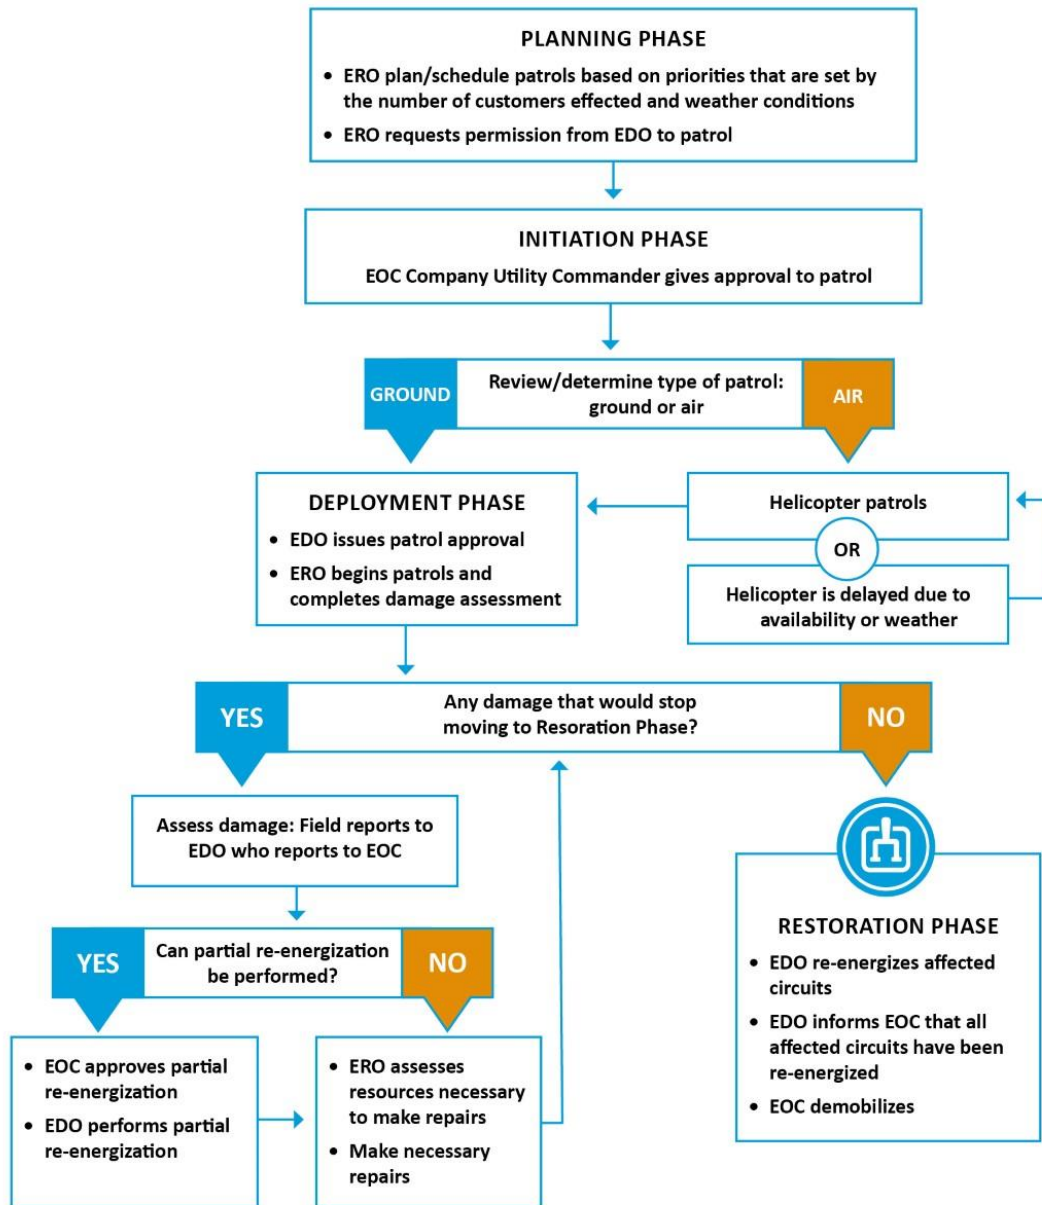 PLANNING PHASE
• ERO plan/schedule patrols based on priorities that are set by
the number of customers effected and weather conditions
• ERO requests permission from EDO to patrol
INITIATION PHASE
EOC Company Utility Commander gives approval to patrol
GROUND
Review/determine type of patrol:
ground or air
AIR
DEPLOYMENT PHASE
• EDO issues patrol approval
• ERO begins patrols and
completes damage assessment
Helicopter patrols
OR
Helicopter is delayed due to
availability or weather
YES
Any damage that would stop
moving to Resoration Phase?
NO
Assess damage: Field reports to
EDO who reports to EOC
YES
Can partial re-energization
be performed?
NO
• EOC approves partial
re-energization
• EDO performs partial
re-energization
• ERO assesses
resources necessary
to make repairs
• Make necessary
repairs
RESTORATION PHASE
• EDO re-energizes affected
circuits
• EDO informs EOC that all
affected circuits have been
re-energized
• EOC demobilizes